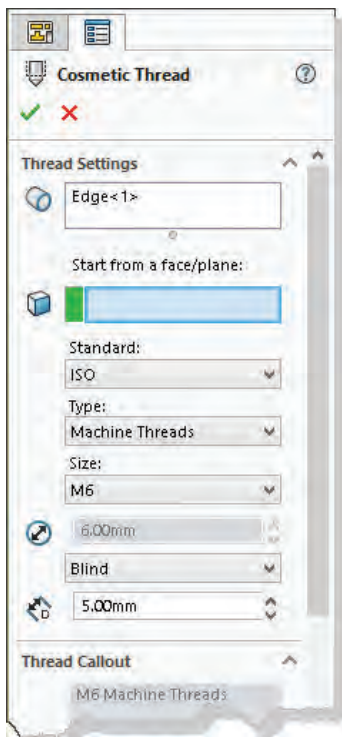 Cosmetic Thread
?
Thread Settings
Edge<1>
Start from a face/plane:
Standard:
ISO
Type:
Machine Threads
Size:
M6
6.00mm
Blind
D
5.00mm
Thread Callout
M6 Machine Threads